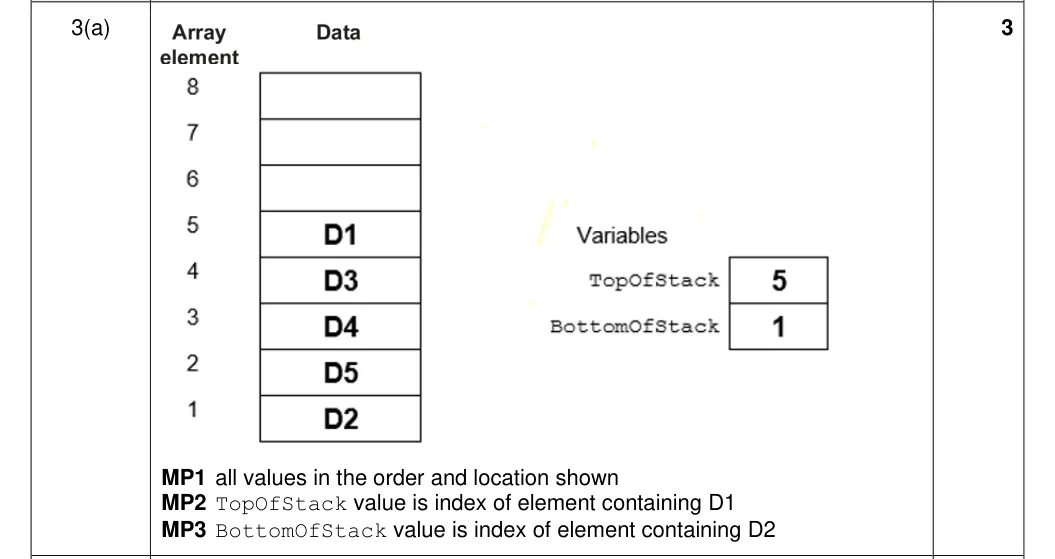 3(a) Array Data 3
element
8
7
6
5 D1 Variables
4 D3 TopOfStack 5
3 D4 BottomOfStack 1
2 D5
1 D2
MP1 all values in the order and location shown
MP2 TopOfStack value is index of element containing D1
MP3 BottomOfStack value is index of element containing D2